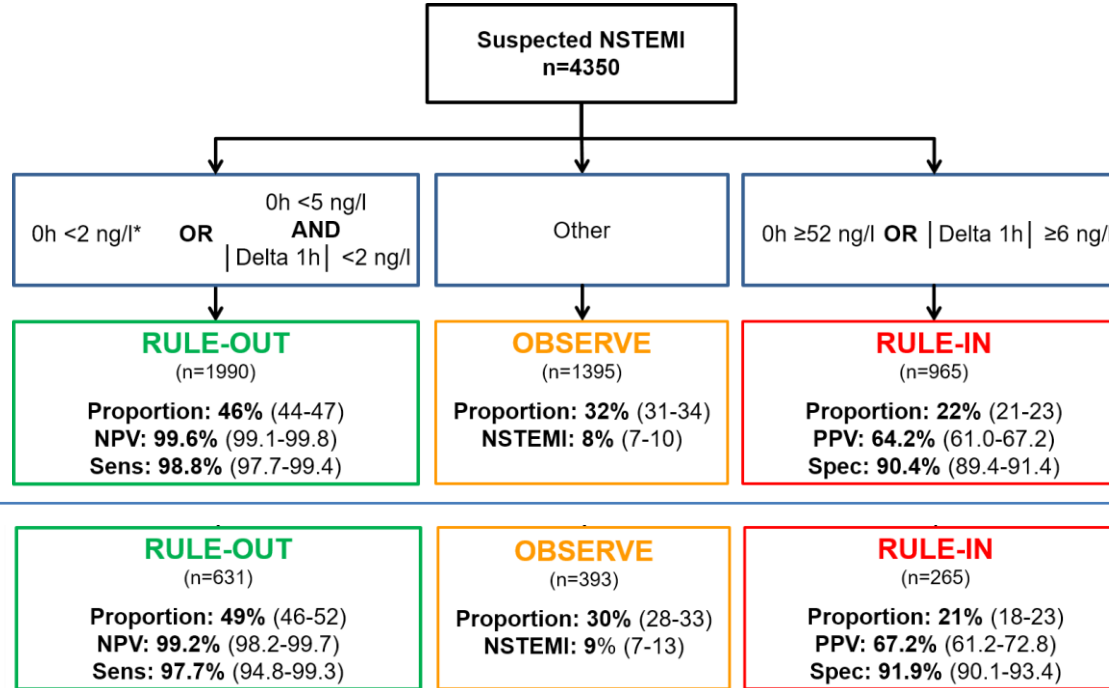 Suspected NSTEMI
n=4350
0h <2 ng/l* OR 0h <5 ng/l
AND
│Delta 1h│ <2 ng/l
Other
0h ≥52 ng/l OR │Delta 1h│ ≥6 ng/l
RULE-OUT
(n=1990)
Proportion: 46% (44-47)
NPV: 99.6% (99.1-99.8)
Sens: 98.8% (97.7-99.4)
OBSERVE
(n=1395)
Proportion: 32% (31-34)
NSTEMI: 8% (7-10)
RULE-IN
(n=965)
Proportion: 22% (21-23)
PPV: 64.2% (61.0-67.2)
Spec: 90.4% (89.4-91.4)
RULE-OUT
(n=631)
Proportion: 49% (46-52)
NPV: 99.2% (98.2-99.7)
Sens: 97.7% (94.8-99.3)
OBSERVE
(n=393)
Proportion: 30% (28-33)
NSTEMI: 9% (7-13)
RULE-IN
(n=265)
Proportion: 21% (18-23)
PPV: 67.2% (61.2-72.8)
Spec: 91.9% (90.1-93.4)